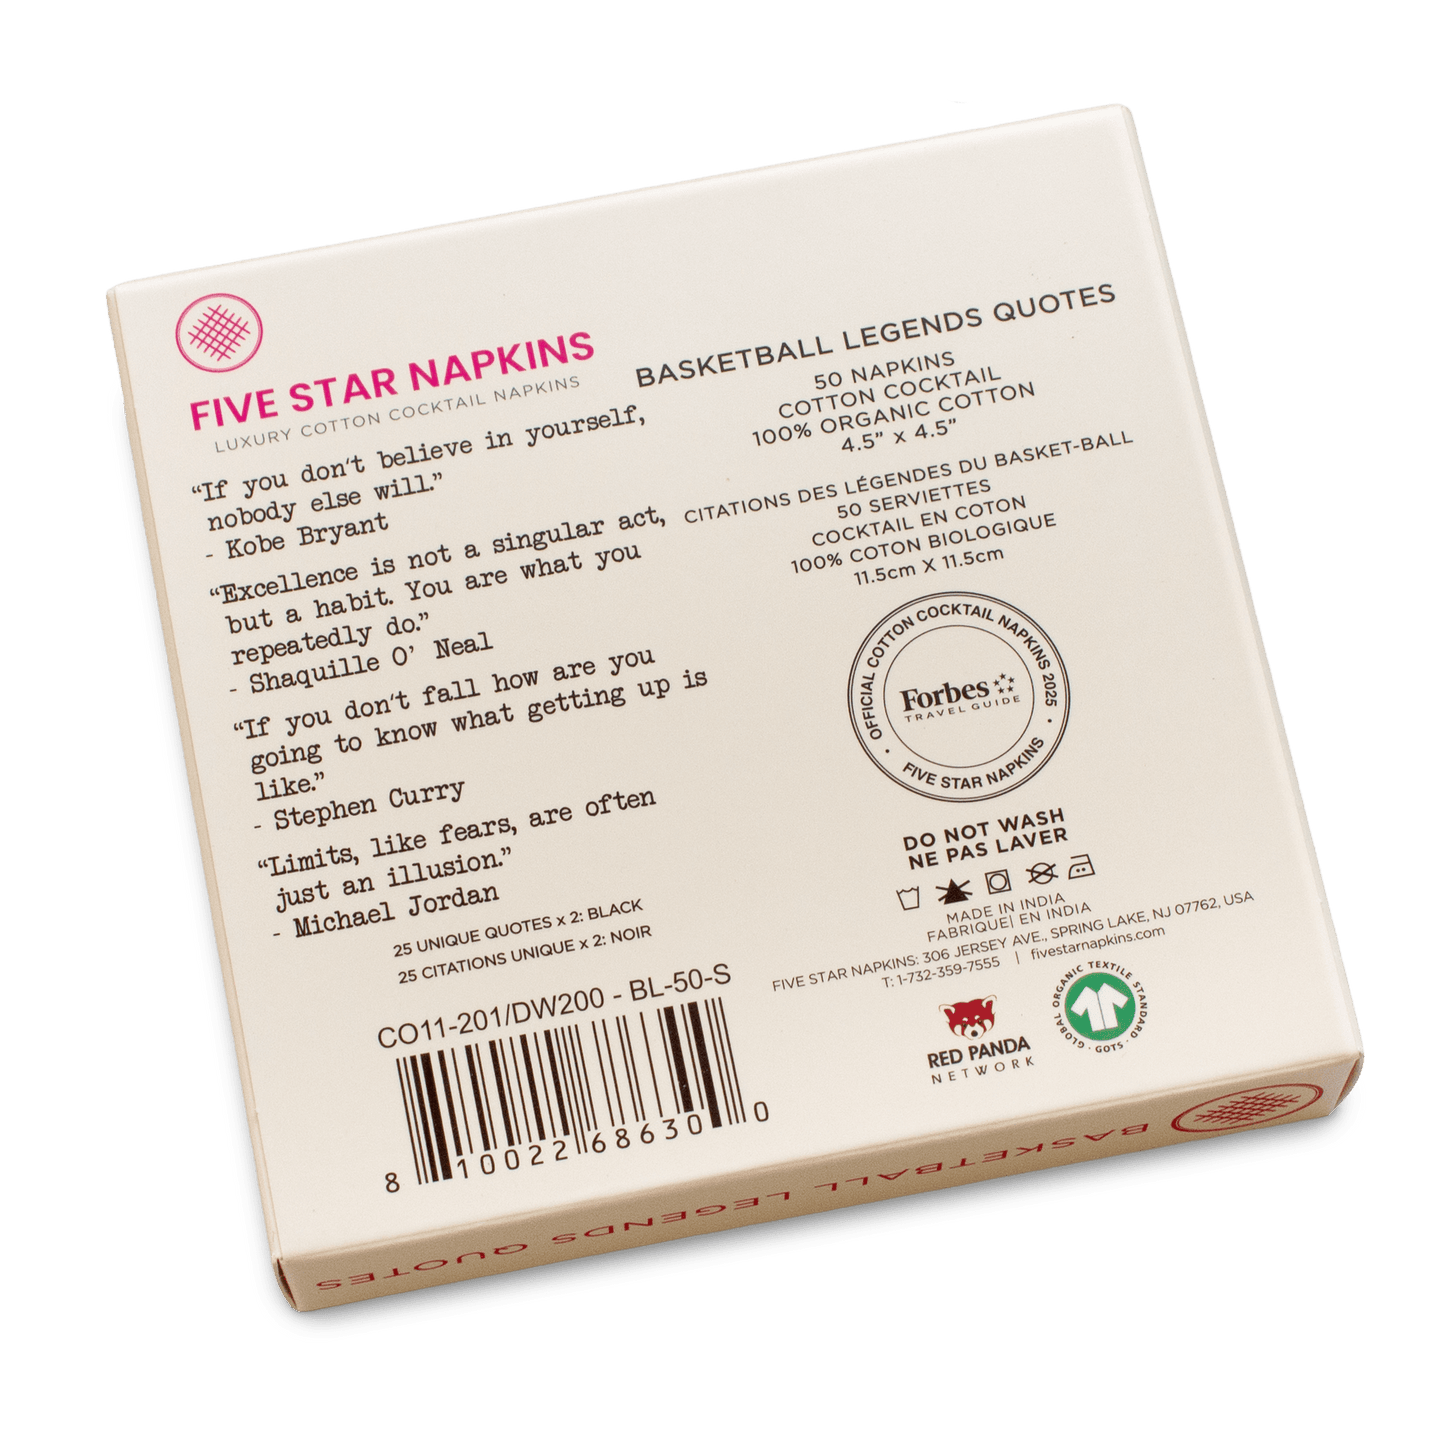 FIVE STAR NAPKINS
LUXURY COTTON COCKTAIL NAPKINS
“If you don't believe in yourself,
nobody else will.”
- Kobe Bryant
“Excellence is not a singular act,
but a habit. You are what you
repeatedly do.”
- Shaquille O' Neal
“If you don't fall how are you
going to know what getting up is
like.”
- Stephen Curry
“Limits, like fears, are often
just an illusion.”
- Michael Jordan
25 UNIQUE QUOTES x 2: BLACK
25 CITATIONS UNIQUE x 2: NOIR
CO11-201/DW200 - BL-50-S
8 10022 68630 0
BASKETBALL LEGENDS QUOTES
50 NAPKINS
COTTON COCKTAIL
100% ORGANIC COTTON
4.5” X 4.5”
CITATIONS DES LÉGENDES DU BASKET-BALL
50 SERVIETTES
COCKTAIL EN COTON
100% COTON BIOLOGIQUE
11.5cm X 11.5cm
OFFICIAL COTTON COCKTAIL NAPKINS 2025
Forbes
TRAVEL GUIDE
• FIVE STAR NAPKINS •
DO NOT WASH
NE PAS LAVER
MADE IN INDIA
FABRIQUE| EN INDIA
FIVE STAR NAPKINS: 306 JERSEY AVE., SPRING LAKE, NJ 07762, USA
T: 1-732-359-7555 | fivestarnapkins.com
RED PANDA
NETWORK
GLOBAL ORGANIC TEXTILE STANDARD
· GOTS ·
BASKETBALL LEGENDS QUOTES